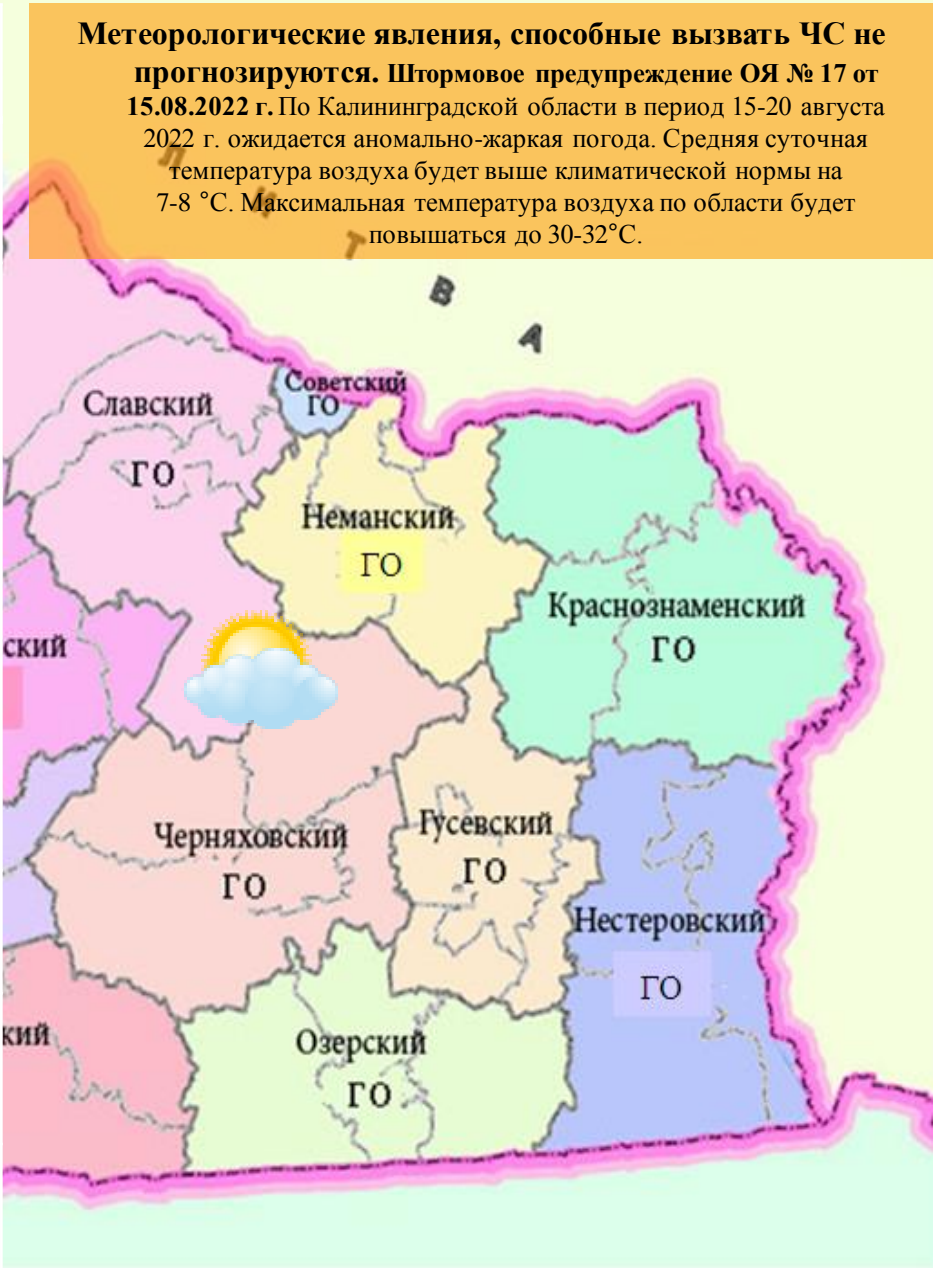 Метеорологические явления, способные вызвать ЧС не
прогнозируются. Штормовое предупреждение ОЯ № 17 от
15.08.2022 г. По Калининградской области в период 15-20 августа
2022 г. ожидается аномально-жаркая погода. Средняя суточная
температура воздуха будет выше климатической нормы на
7-8 °С. Максимальная температура воздуха по области будет
повышаться до 30-32°С.
Л И Т В А
Советский
ГО
Славский
ГО
Неманский
ГО
Краснознаменский
ГО
ский
Черняховский
ГО
Гусевский
ГО
Нестеровский
ГО
кий
Озерский
ГО